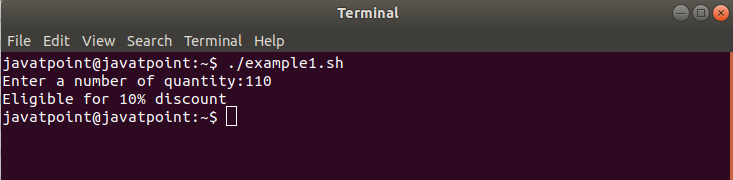 Terminal
File Edit View Search Terminal Help
javatpoint@javatpoint:~$ ./example1.sh
Enter a number of quantity:110
Eligible for 10% discount
javatpoint@javatpoint:~$